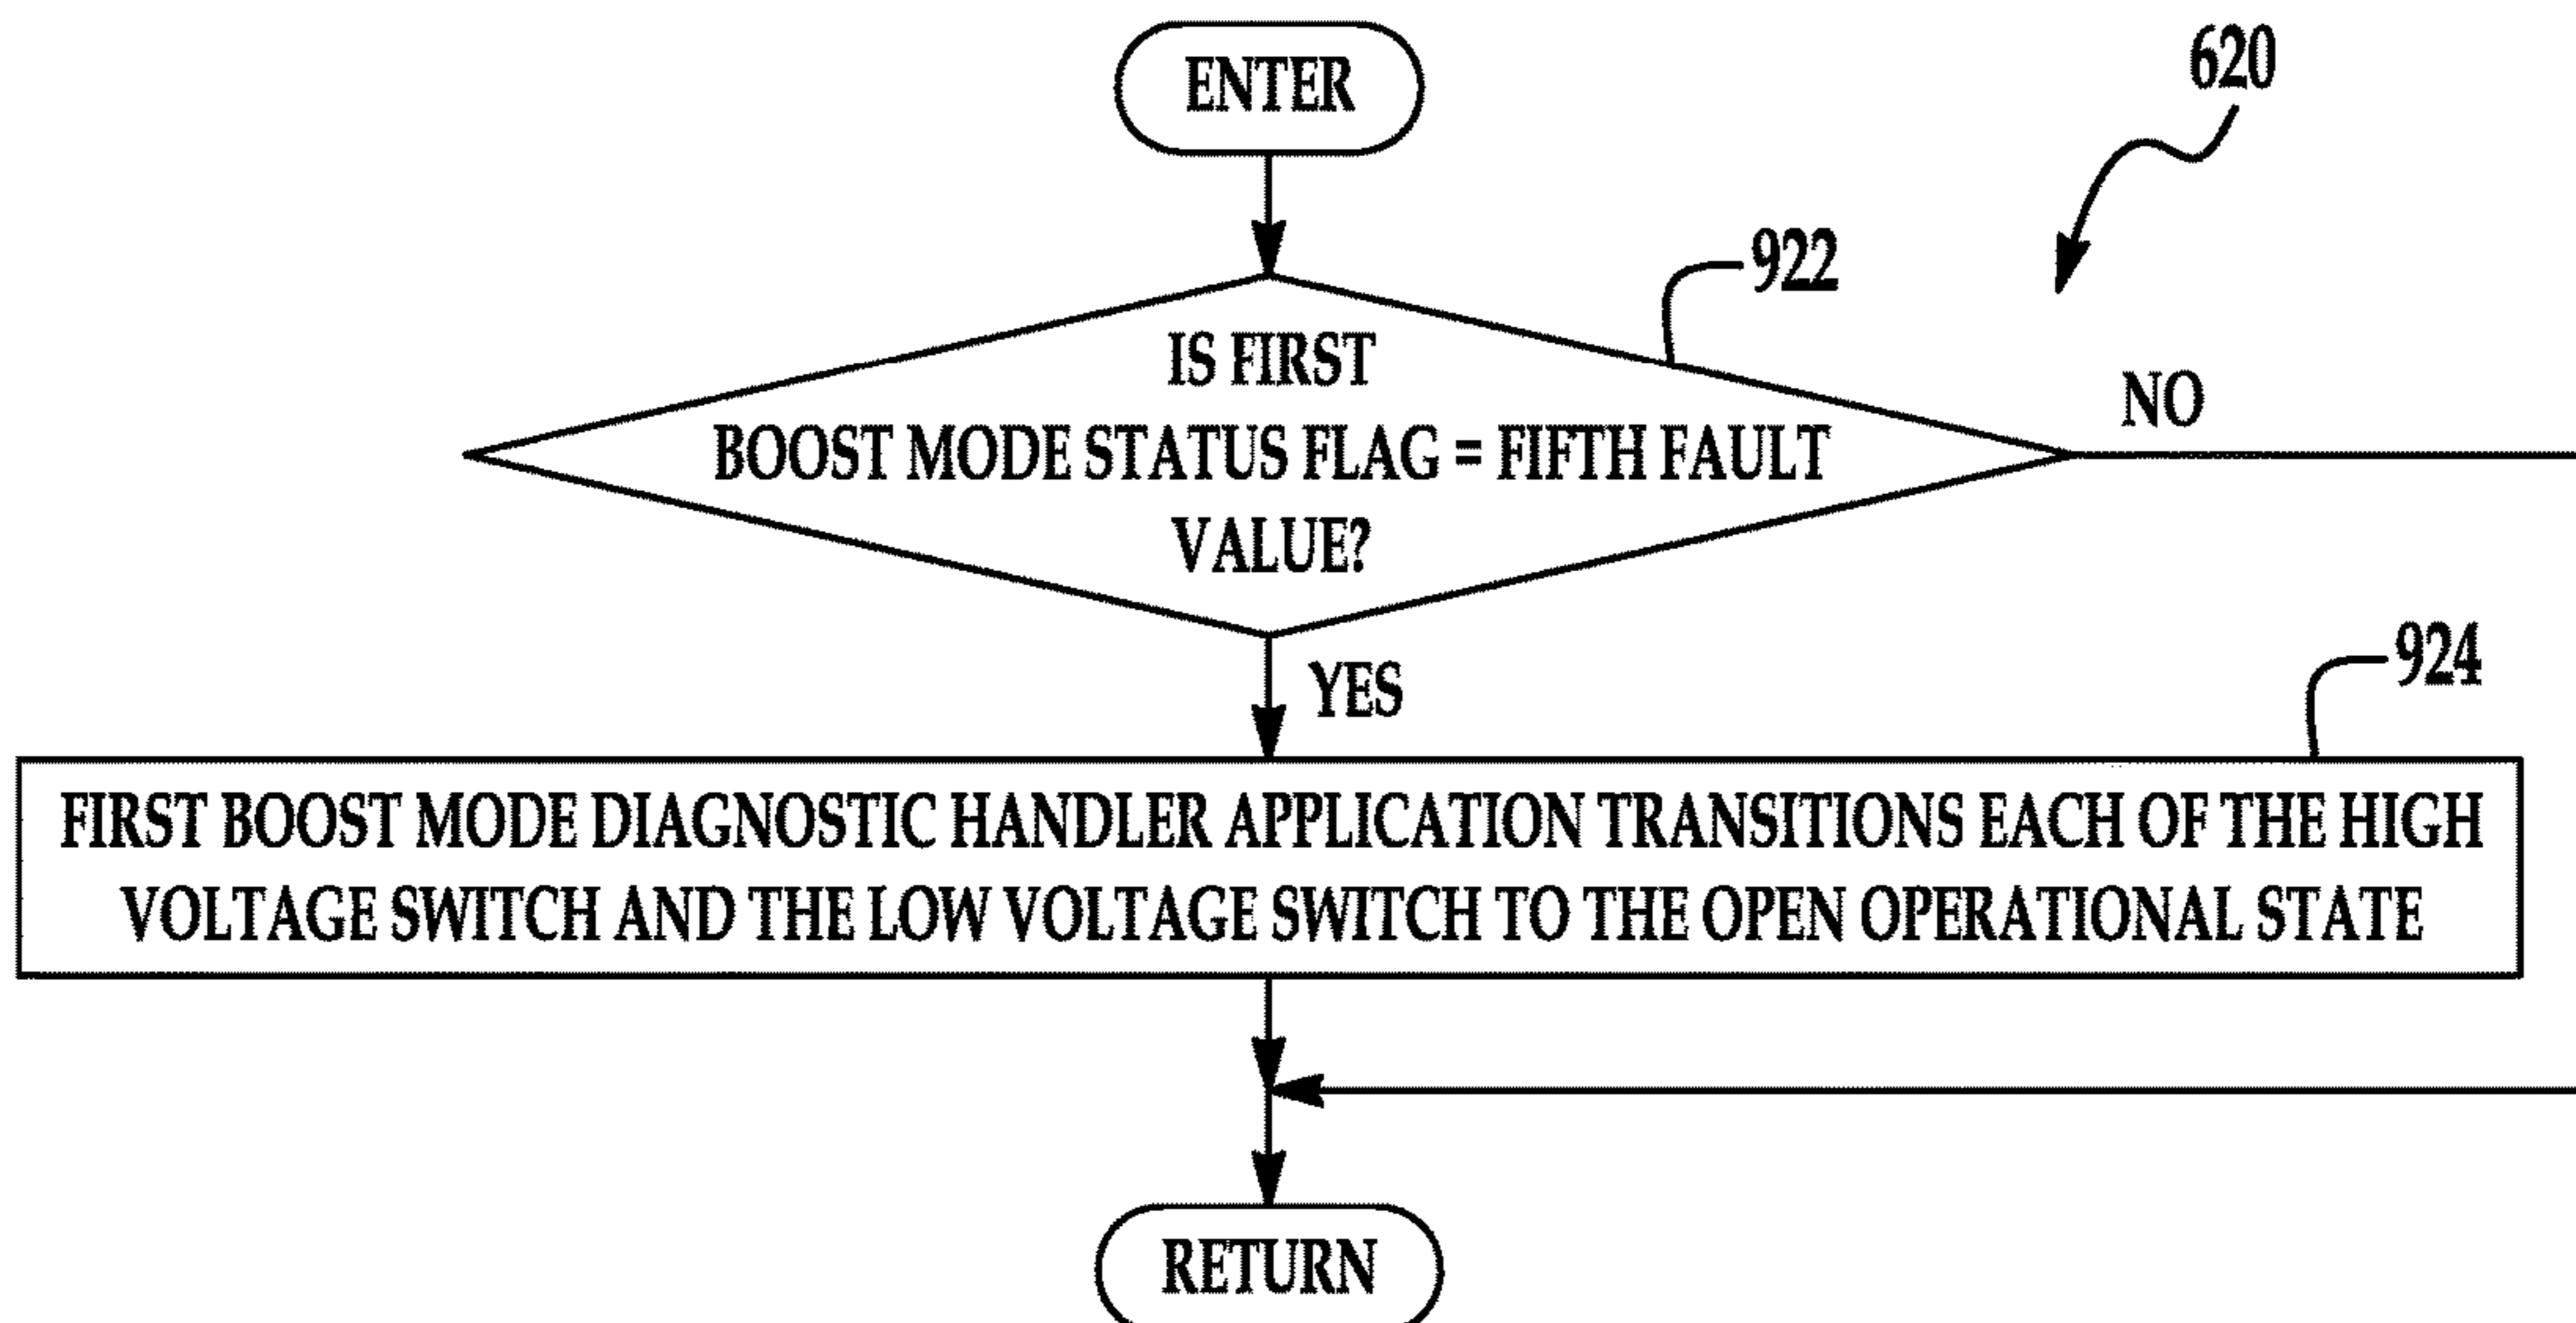 ENTER
620
922
IS FIRST
BOOST MODE STATUS FLAG = FIFTH FAULT
VALUE?
NO
YES
924
FIRST BOOST MODE DIAGNOSTIC HANDLER APPLICATION TRANSITIONS EACH OF THE HIGH
VOLTAGE SWITCH AND THE LOW VOLTAGE SWITCH TO THE OPEN OPERATIONAL STATE
RETURN